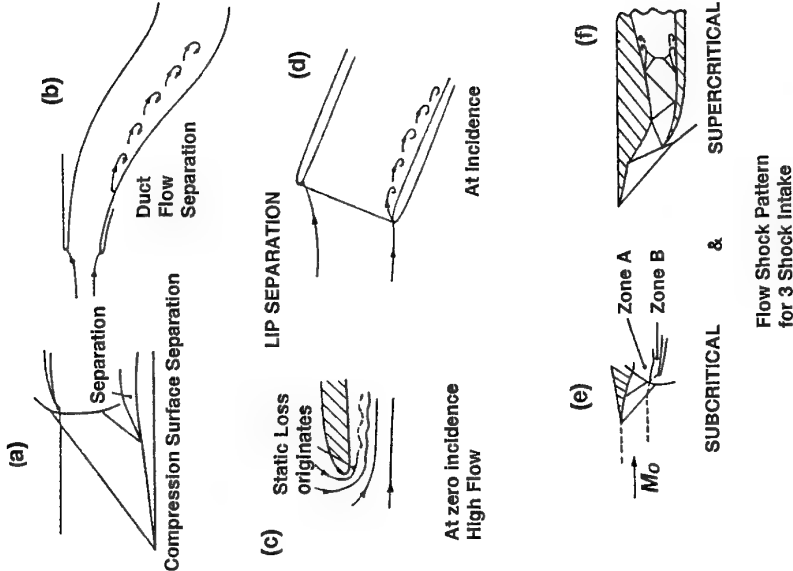 (a)
Separation
Compression Surface Separation
(b)
Duct
Flow
Separation
LIP SEPARATION
(c)
Static Loss
originates
At zero incidence
High Flow
(d)
At incidence
(e)
Mo
Zone A
Zone B
SUBCRITICAL
&
(f)
SUPERCRITICAL
Flow Shock Pattern
for 3 Shock Intake